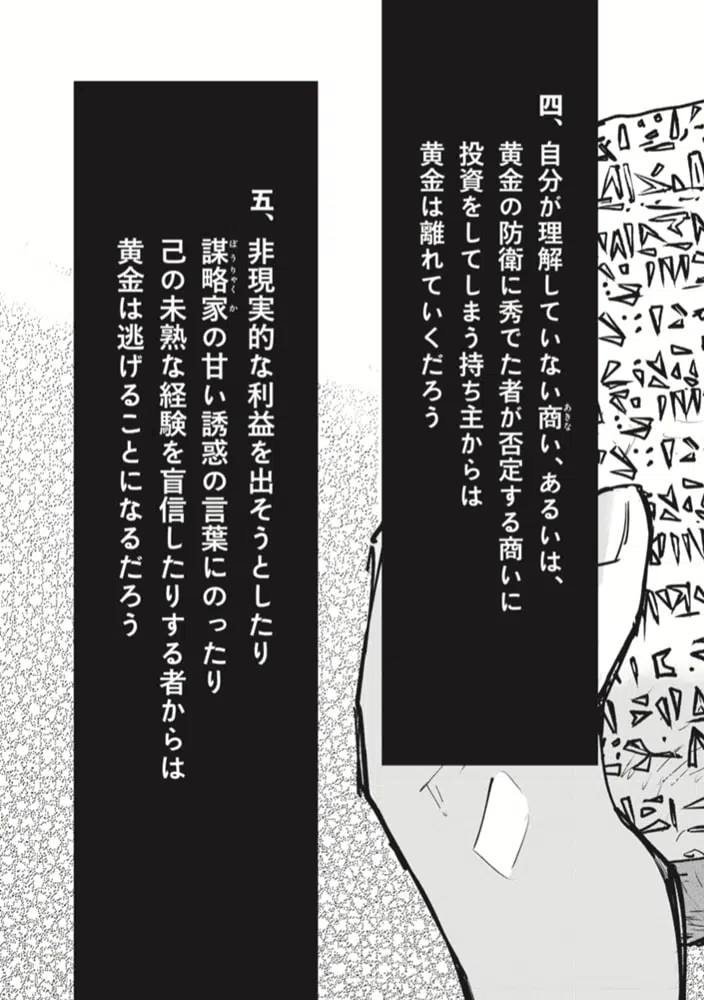 四、自分が理解していない商い、あるいは、
黄金の防衛に秀でた者が否定する商いに
投資をしてしまう持ち主からは
黄金は離れていくだろう
五、非現実的な利益を出そうとしたり
謀略家の甘い誘惑の言葉にのったり
己の未熟な経験を盲信したりする者からは
黄金は逃げることになるだろう